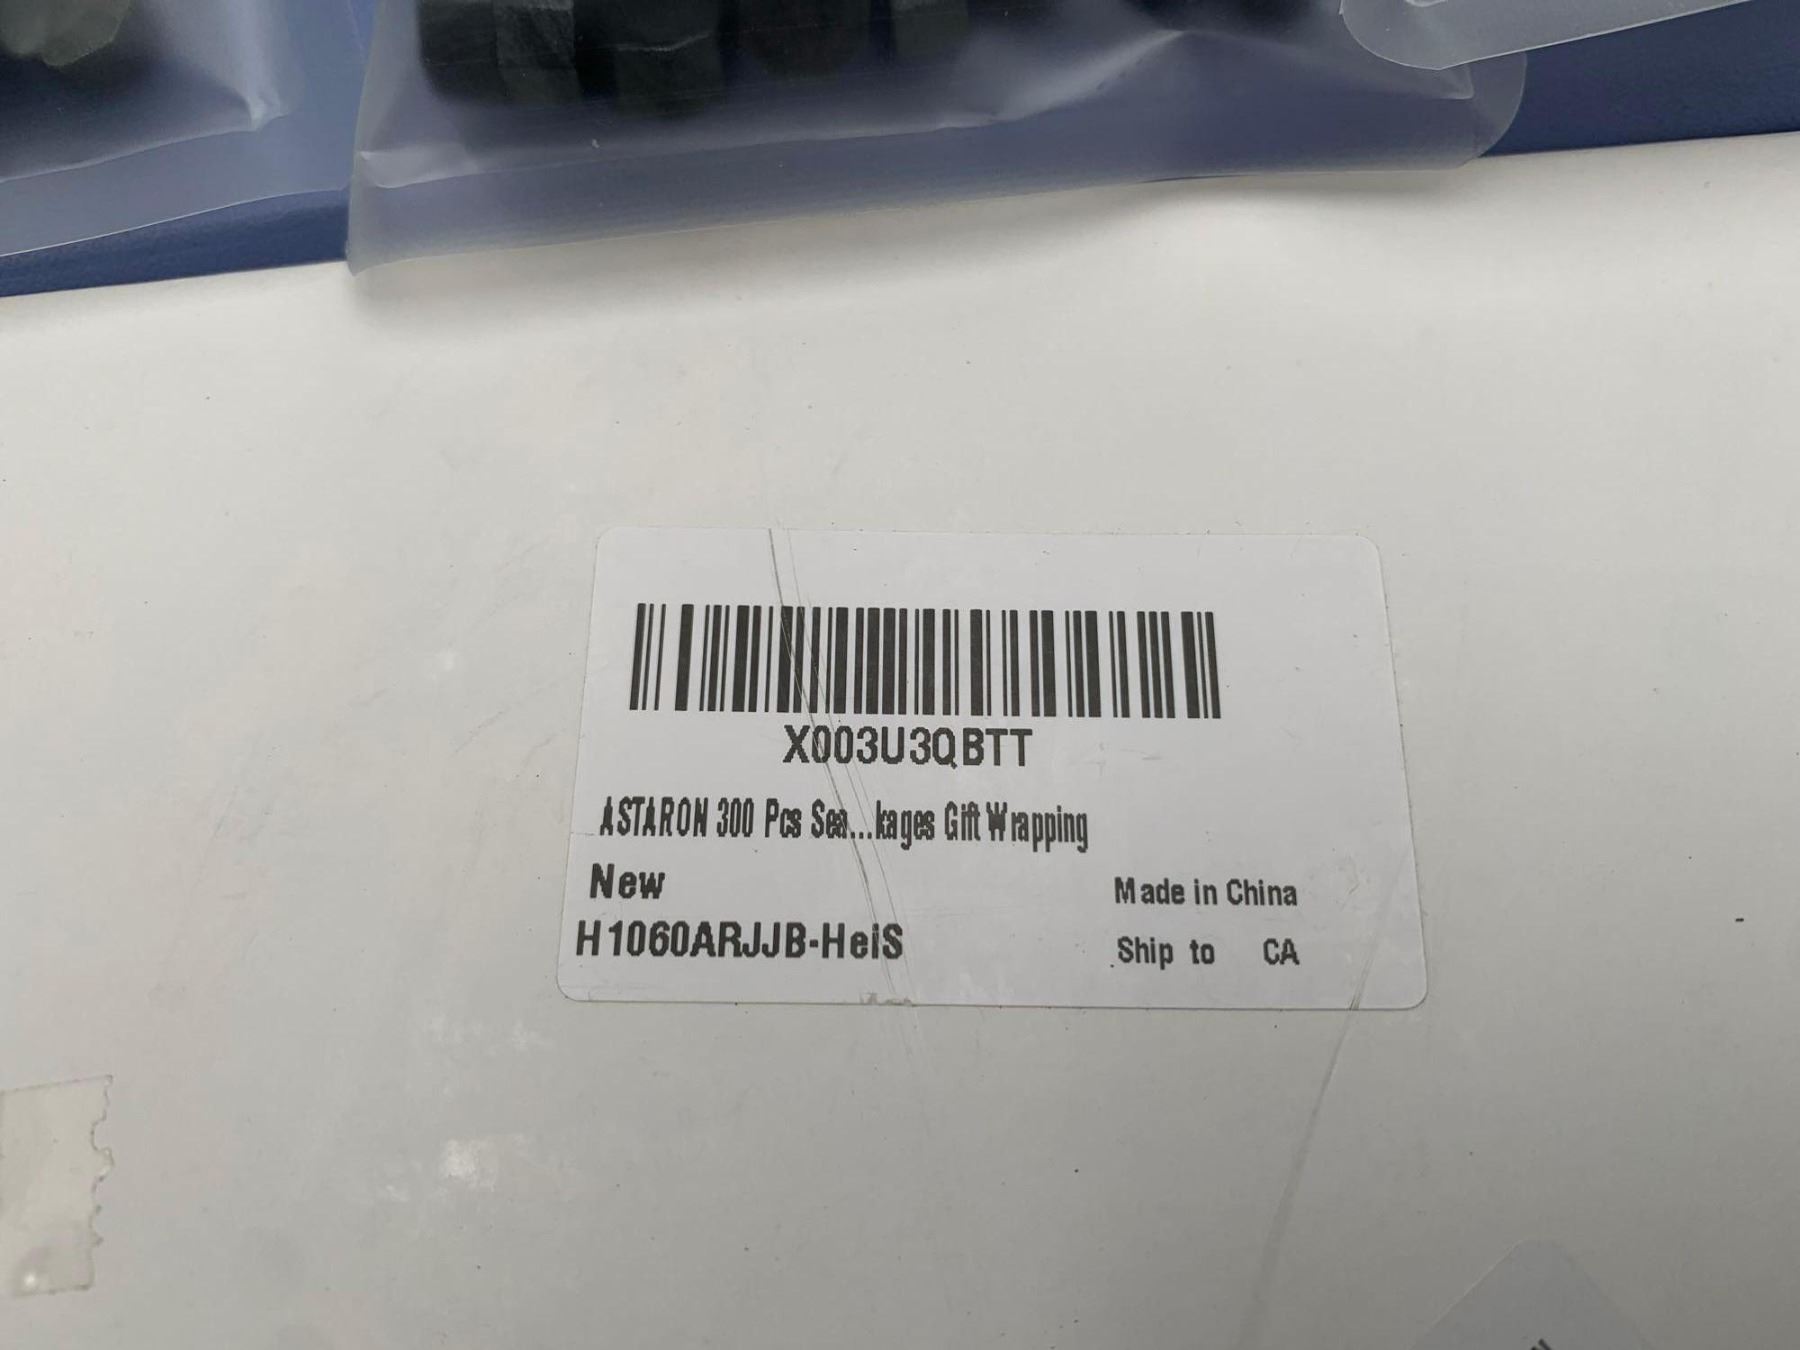 X003U3QBTT
ASTARON 300 Pcs Sea...kages Gift Wrapping
New
Made in China
H1060ARJJB-HeiS
Ship to CA